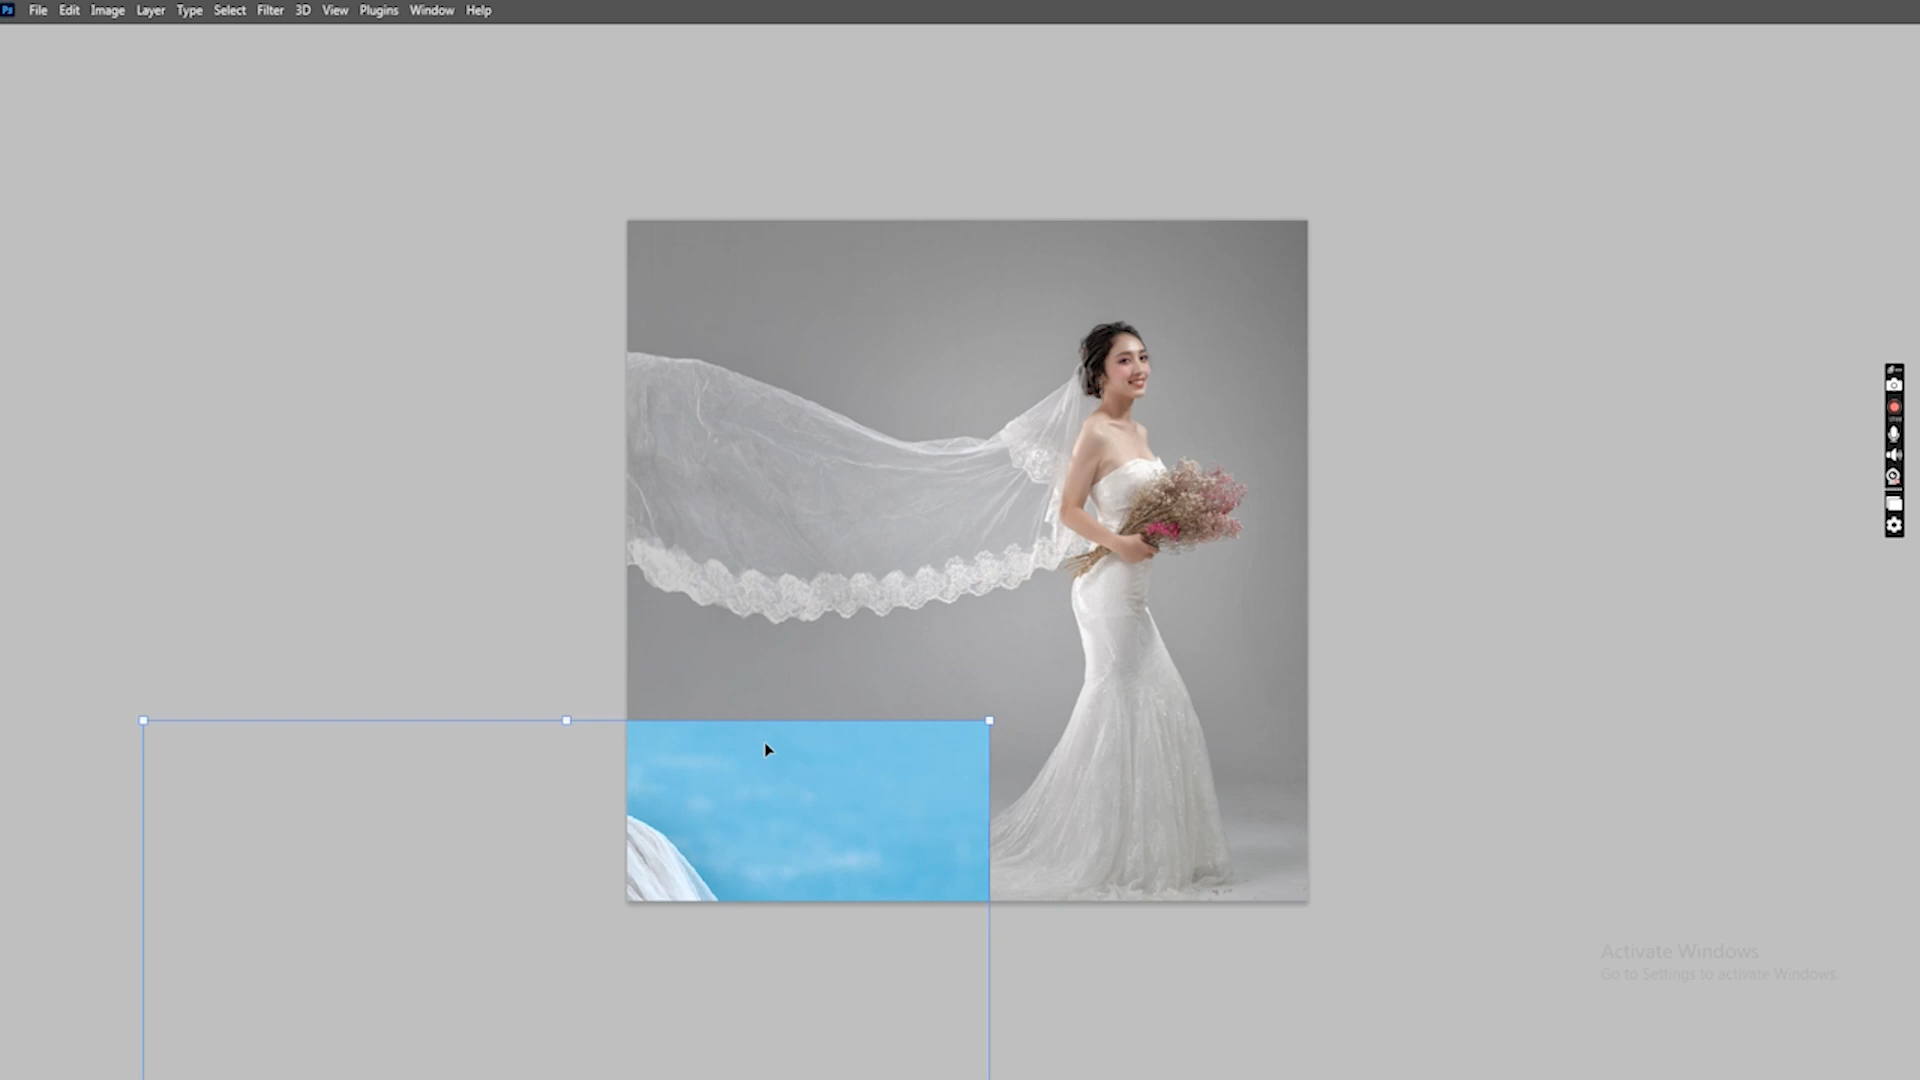 Ps File Edit Image Layer Type Select Filter 3D View Plugins Window Help
Activate Windows
Go to Settings to activate Windows.